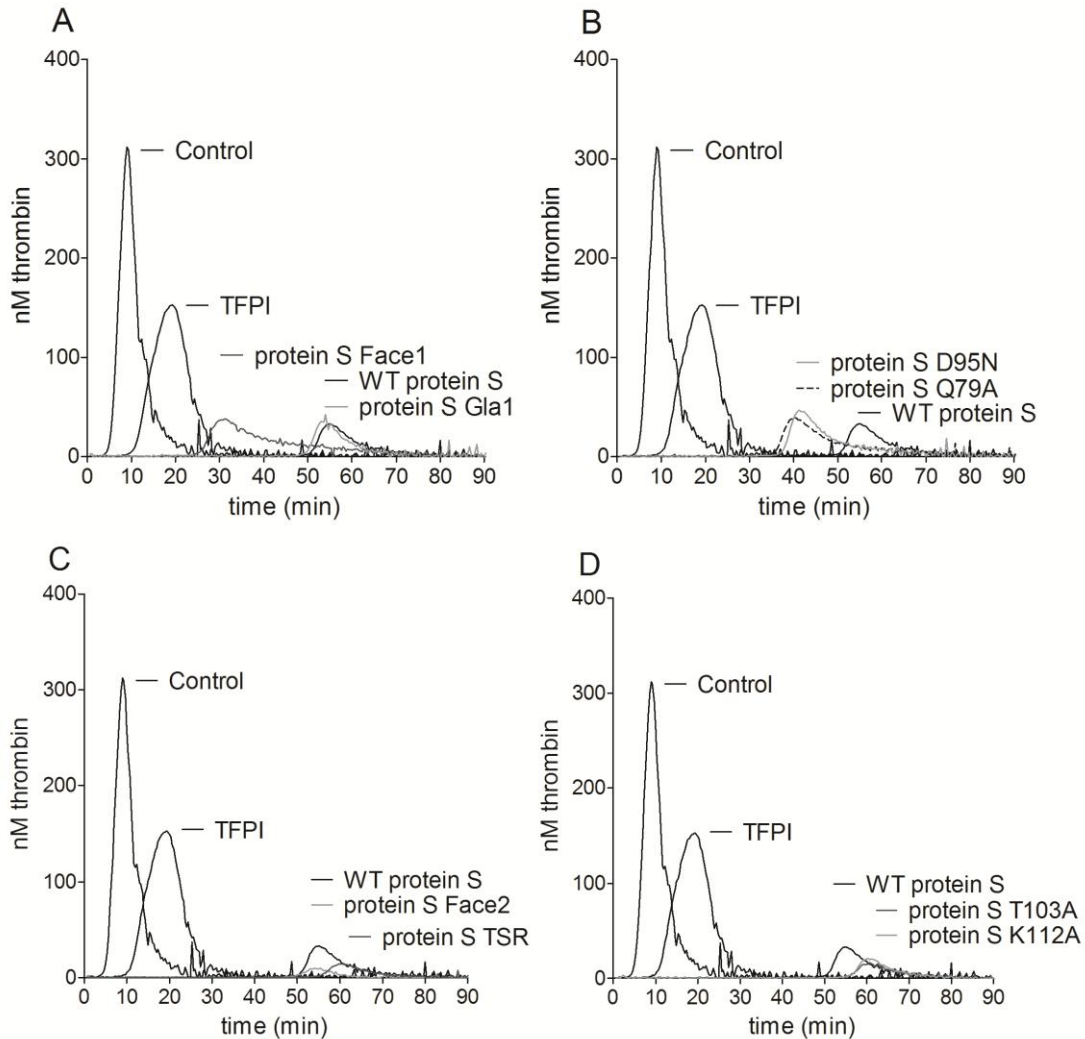 A
400
300
200
100
0
nM thrombin
Control
TFPI
protein S Face1
WT protein S
protein S Gla1
0 10 20 30 40 50 60 70 80 90
time (min)
B
400
300
200
100
0
nM thrombin
Control
TFPI
protein S D95N
protein S Q79A
WT protein S
0 10 20 30 40 50 60 70 80 90
time (min)
C
400
300
200
100
0
nM thrombin
Control
TFPI
WT protein S
protein S Face2
protein S TSR
0 10 20 30 40 50 60 70 80 90
time (min)
D
400
300
200
100
0
nM thrombin
Control
TFPI
WT protein S
protein S T103A
protein S K112A
0 10 20 30 40 50 60 70 80 90
time (min)